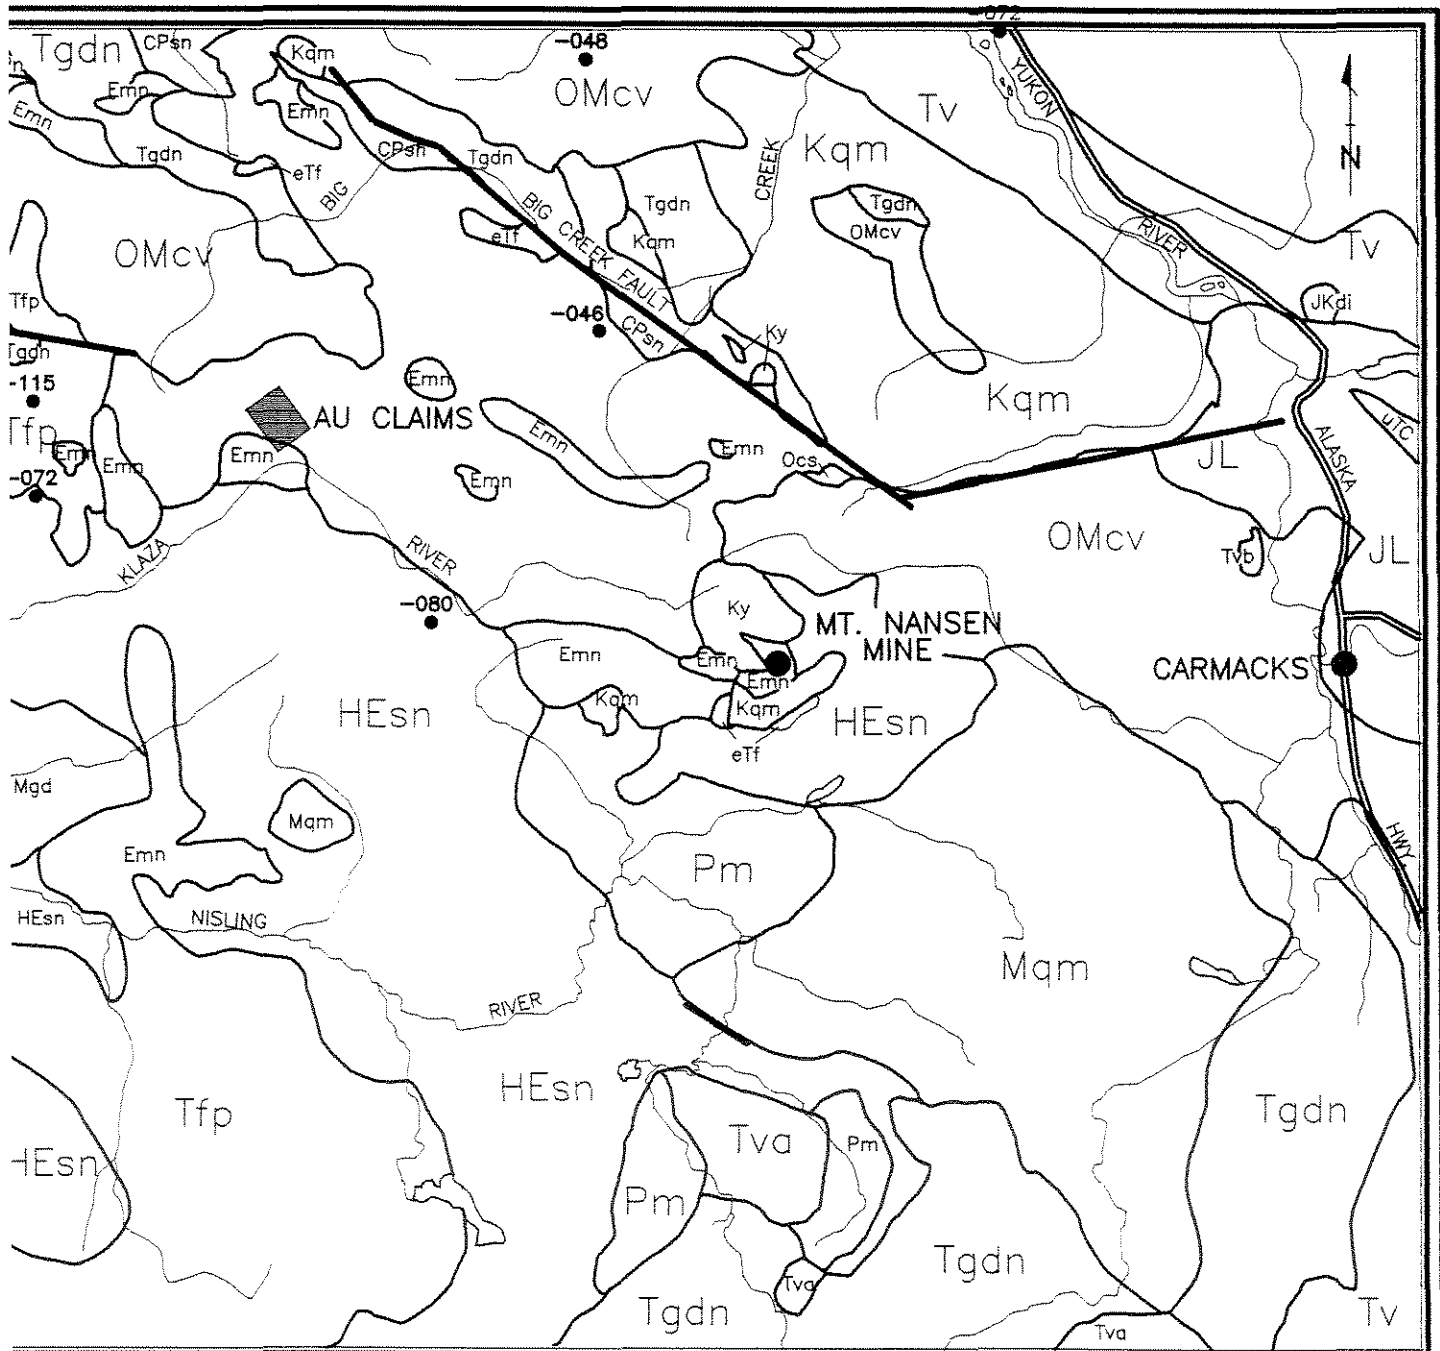 -072
Tgdn
CPsn
Kqm
-048
OMcv
Tv
YUKON
N
Emn
Emn
Emn
Tgdn
CPsn
Tgdn
Kqm
CREEK
eTf
BIG
BIG CREEK FAULT
Tgdn
Tgdn
OMcv
eTf
Kqm
RIVER
Tv
OMcv
Tfp
-046
CPsn
Ky
JKdi
Tgdn
-115
Emn
Kqm
AU CLAIMS
Tfp
Emn
Emn
Emn
Emn
Emn
Ocs
Emn
-072
JL
uTC
ALASKA
KLAZA
RIVER
OMcv
Tvb
JL
-080
Ky
MT. NANSEN
MINE
Emn
Emn
Emn
CARMACKS
HEsn
Kqm
Kqm
HEsn
eTf
Mgd
Mqm
Emn
Pm
HWY.
HEsn
NISLING
Mqm
RIVER
HEsn
Tfp
Tgdn
HEsn
Tva
Pm
Pm
Tgdn
Tva
Tgdn
Tv
Tva